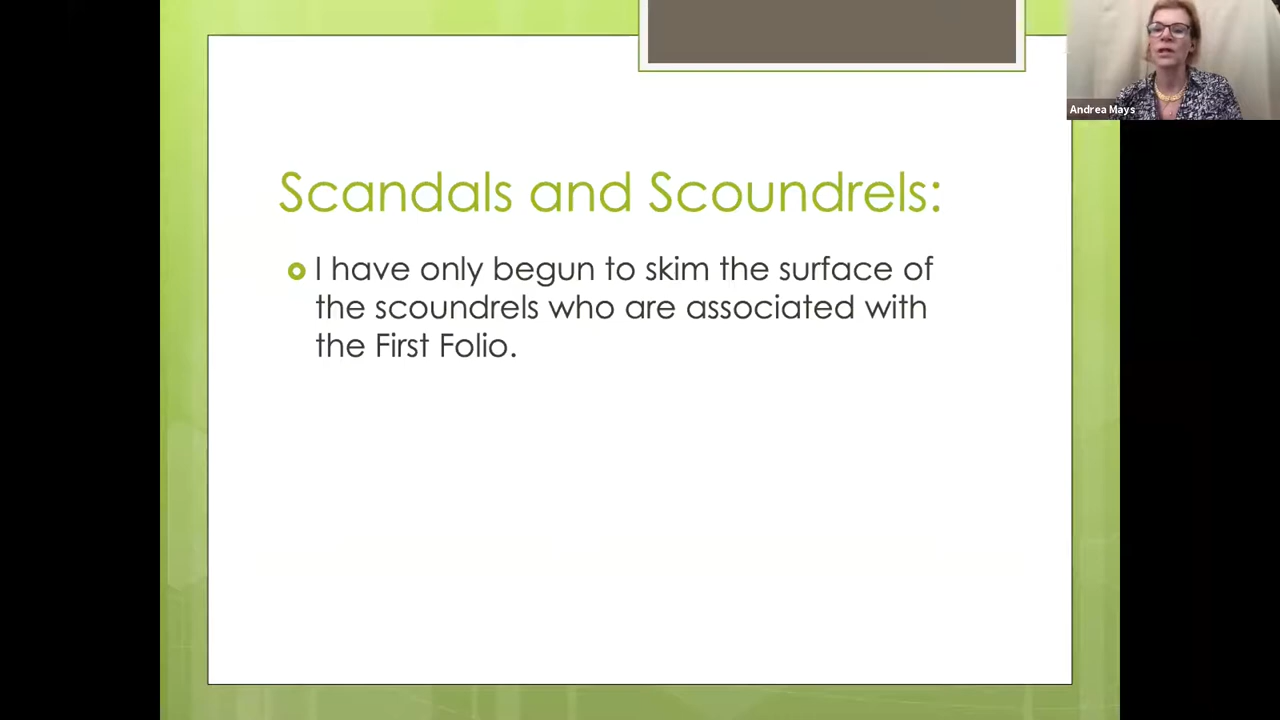 Andrea Mays
Scandals and Scoundrels:
I have only begun to skim the surface of
the scoundrels who are associated with
the First Folio.